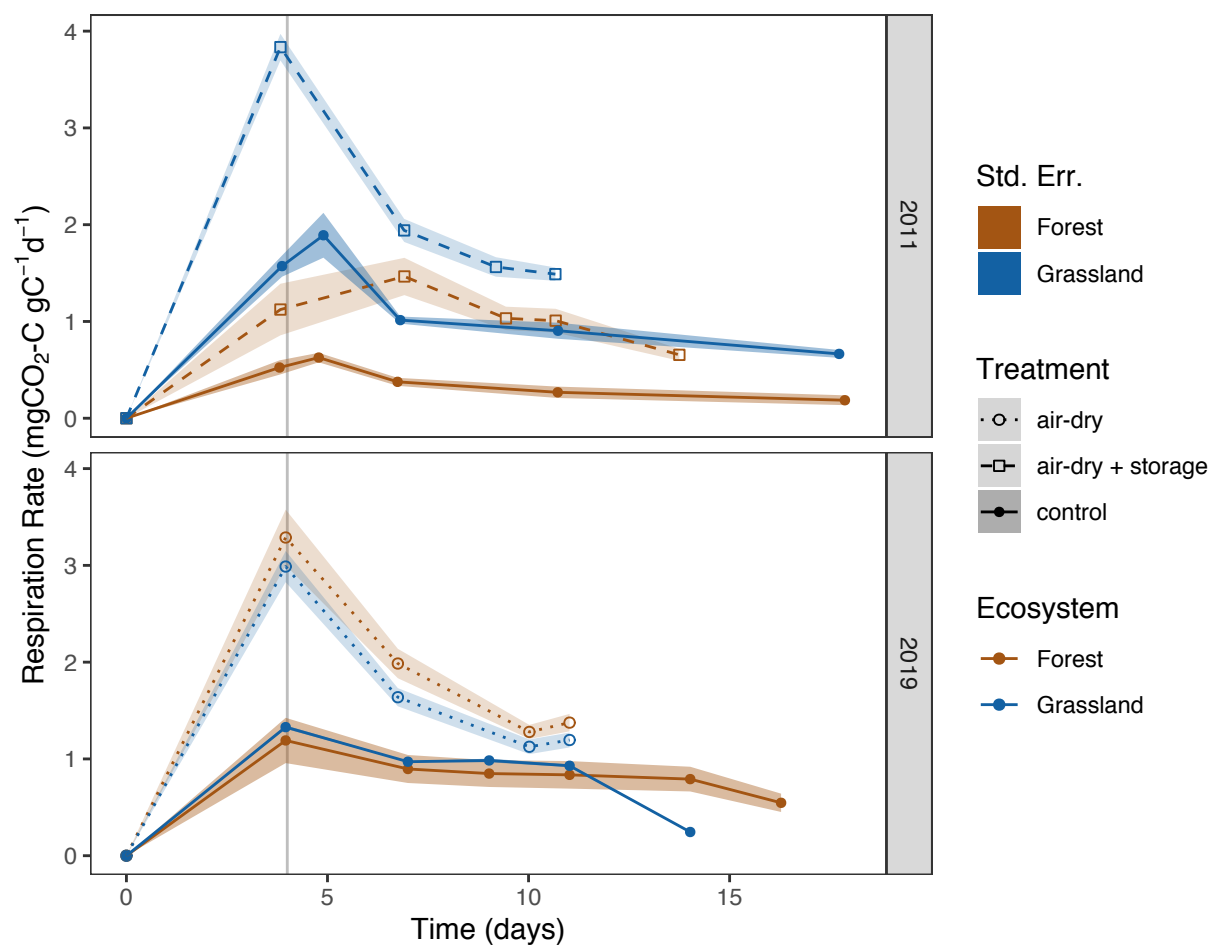 4
3
2
1
0
2011
4
3
2
1
0
2019
0
5
10
15
Time (days)
Respiration Rate (mgCO₂-C gC⁻¹d⁻¹)
Std. Err.
Forest
Grassland
Treatment
air-dry
air-dry + storage
control
Ecosystem
Forest
Grassland